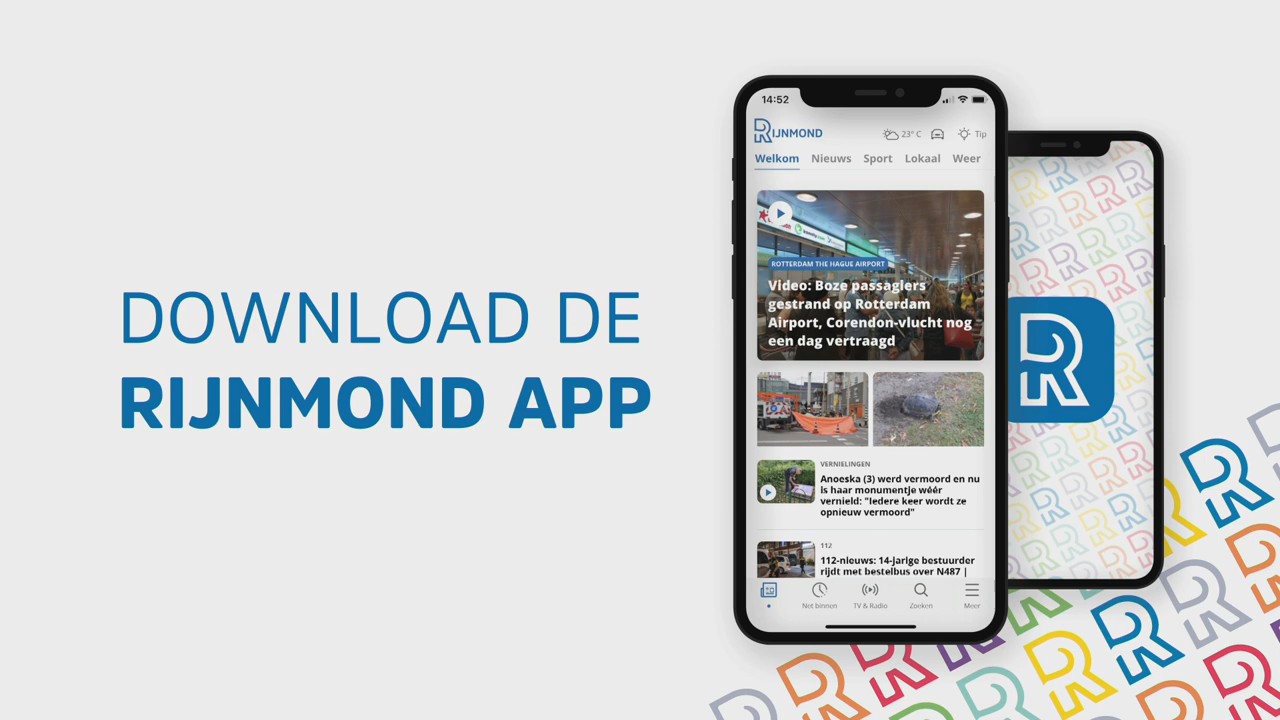 DOWNLOAD DE
RIJNMOND APP
14:52
RIJNMOND
23° C
Tip
Welkom Nieuws Sport Lokaal Weer
ROTTERDAM THE HAGUE AIRPORT
Video: Boze passagiers
gestrand op Rotterdam
Airport, Corendon-vlucht nog
een dag vertraagd
VERNIELINGEN
Anoeska (3) werd vermoord en nu
is haar monumentje wéér
vernield: "Iedere keer wordt ze
opnieuw vermoord"
112
112-nieuws: 14-jarige bestuurder
rijdt met bestelbus over N487 |
Net binnen TV & Radio Zoeken Meer